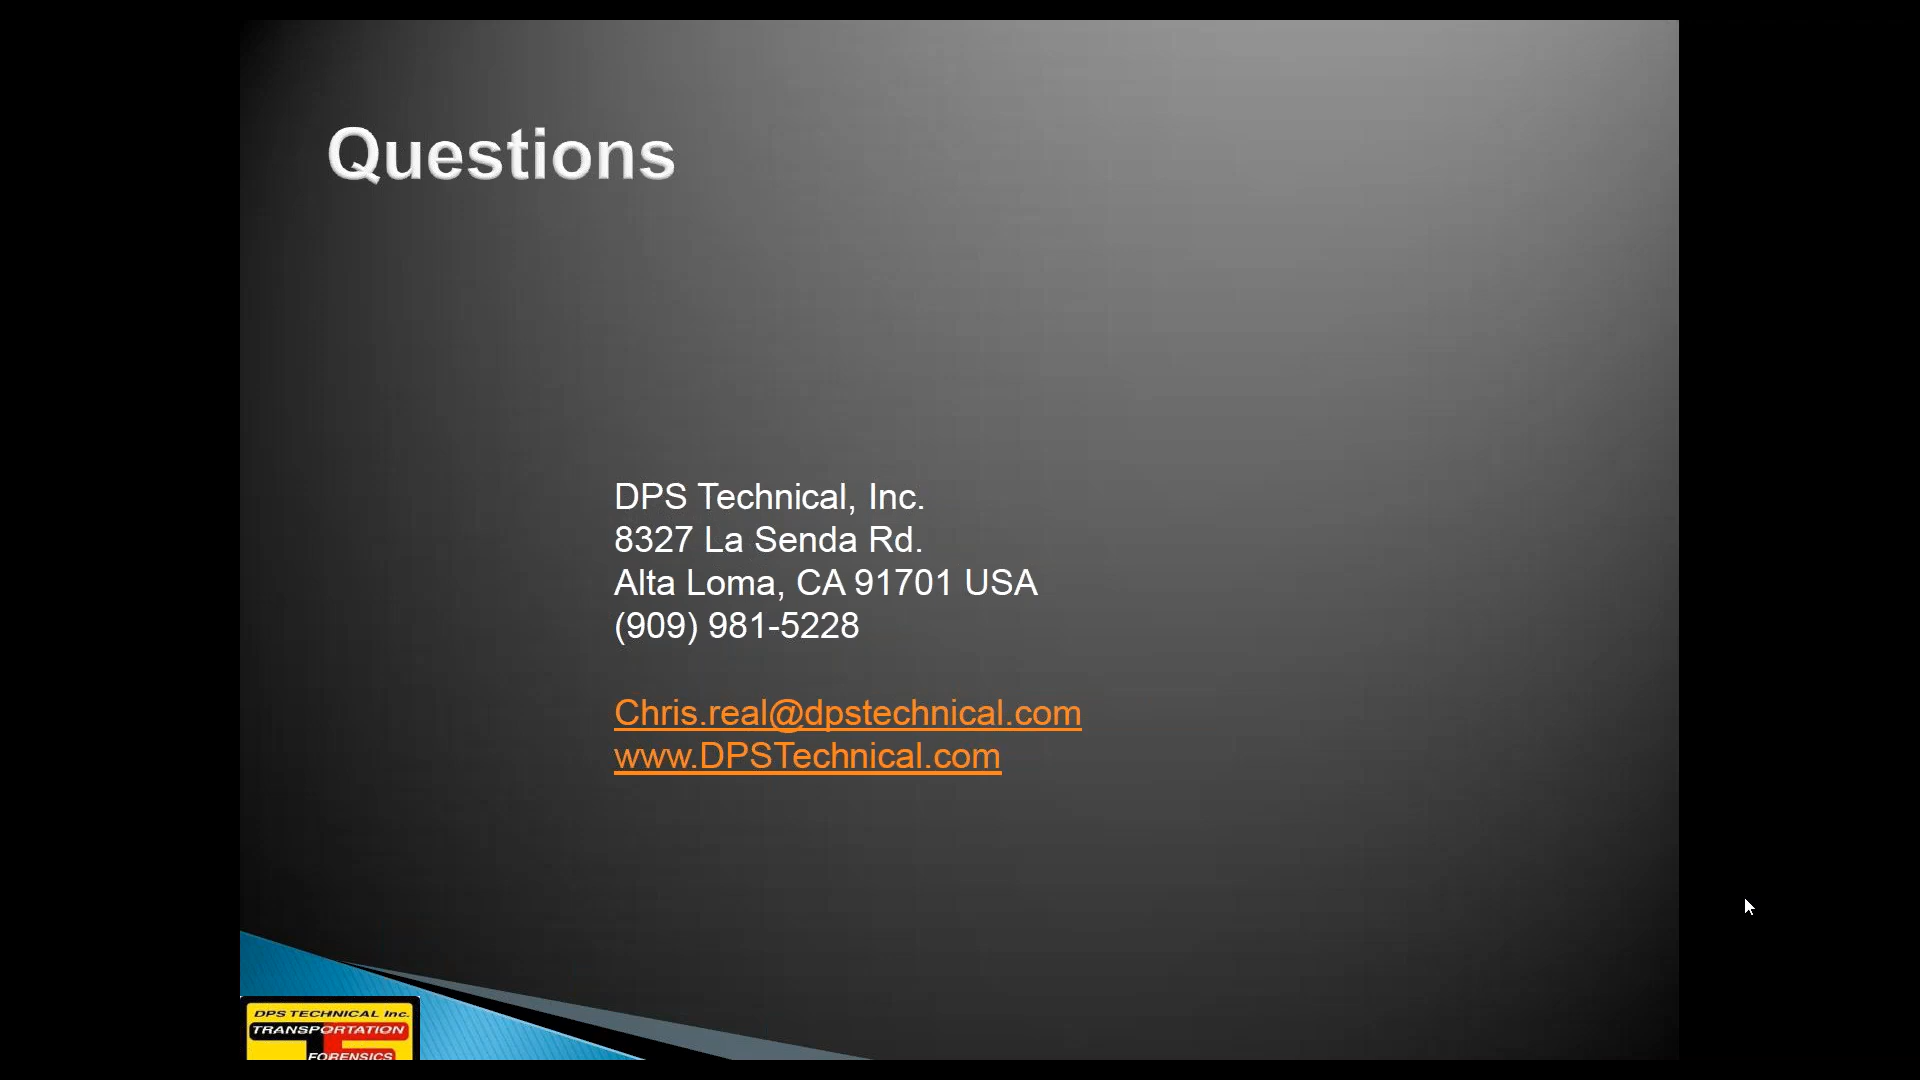 Questions
DPS Technical, Inc.
8327 La Senda Rd.
Alta Loma, CA 91701 USA
(909) 981-5228
Chris.real@dpstechnical.com
www.DPSTechnical.com
DPS TECHNICAL Inc.
TRANSPORTATION
FORENSICS